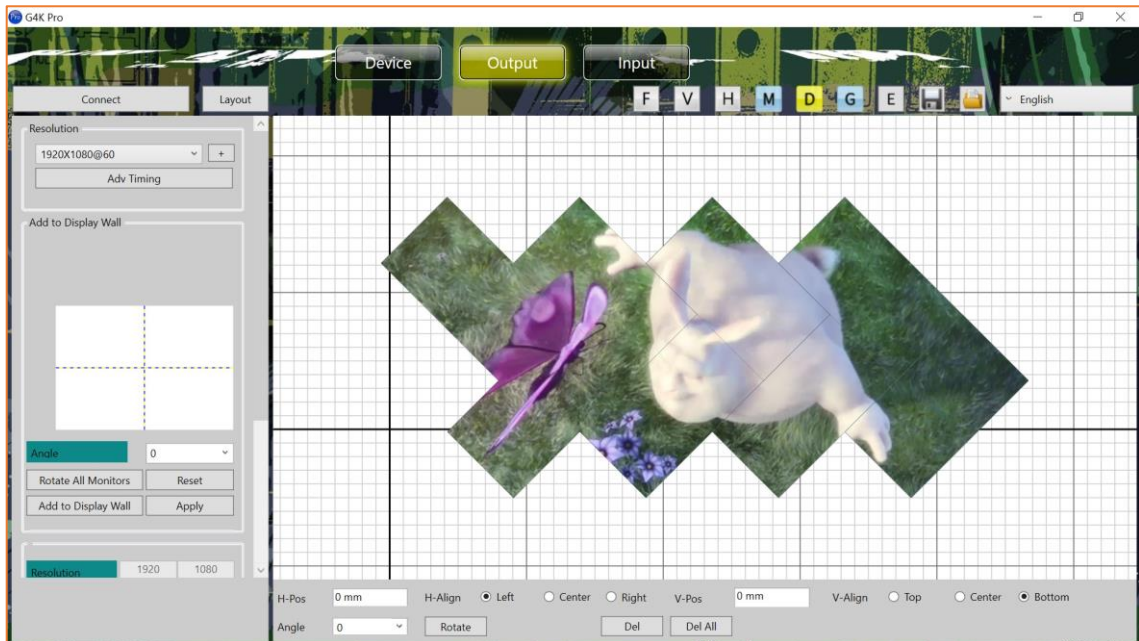 Pro G4K Pro
Device Output Input
Connect Layout F V H M D G E English
Resolution
1920X1080@60 +
Adv Timing
Add to Display Wall
Angle 0
Rotate All Monitors Reset
Add to Display Wall Apply
Resolution 1920 1080
H-Pos 0 mm H-Align Left Center Right V-Pos 0 mm V-Align Top Center Bottom
Angle 0 Rotate Del Del All